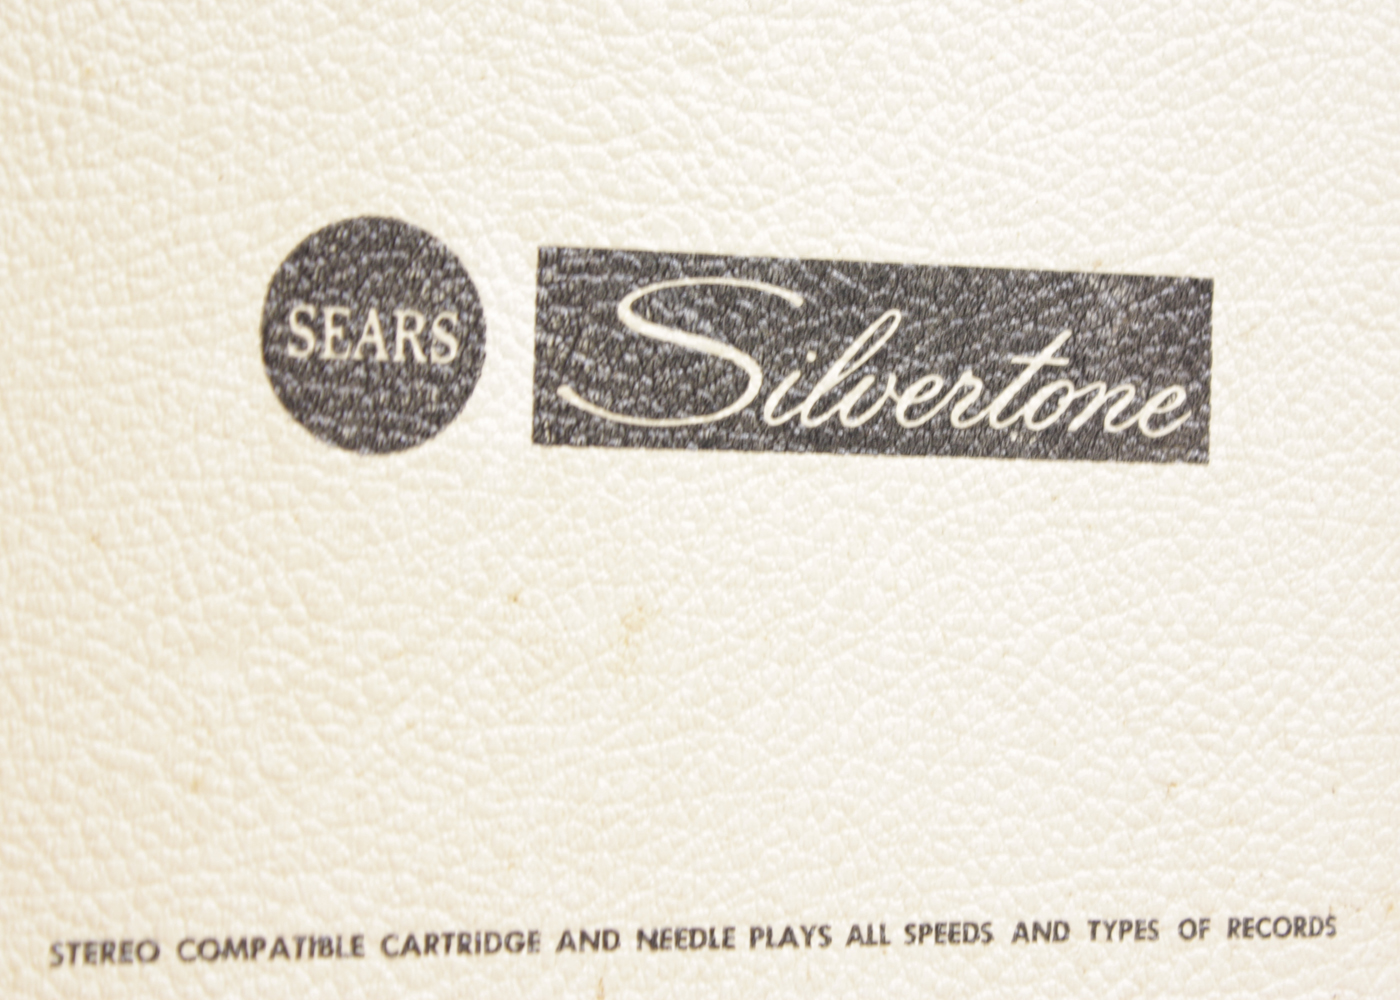 SEARS
Silvertone
STEREO COMPATIBLE CARTRIDGE AND NEEDLE PLAYS ALL SPEEDS AND TYPES OF RECORDS